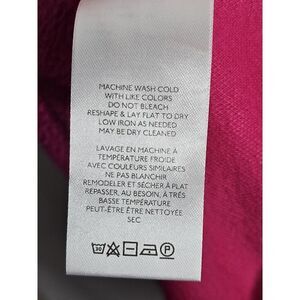 MACHINE WASH COLD
WITH LIKE COLORS
DO NOT BLEACH
RESHAPE & LAY FLAT TO DRY
LOW IRON AS NEEDED
MAY BE DRY CLEANED
LAVAGE EN MACHINE À
TEMPÉRATURE FROIDE
AVEC COULEURS SIMILAIRES
NE PAS BLANCHIR
REMODELER ET SÉCHER À PLAT
REPASSER, AU BESOIN, À TRÈS
BASSE TEMPÉRATURE
PEUT-ÊTRE ÊTRE NETTOYÉE
SEC
30
P